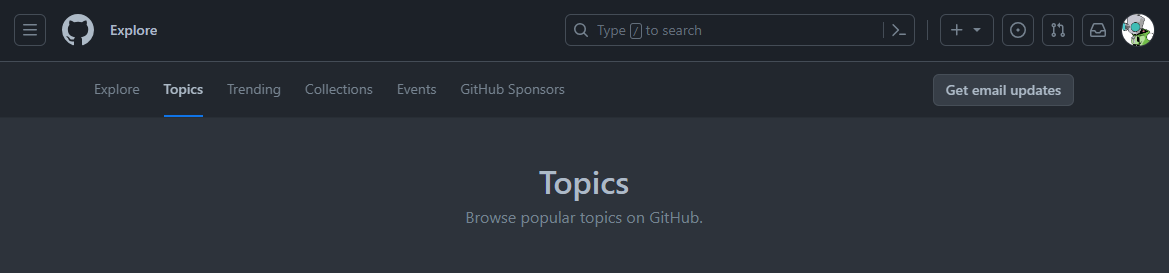 Explore
Type / to search
Explore Topics Trending Collections Events GitHub Sponsors
Get email updates
Topics
Browse popular topics on GitHub.